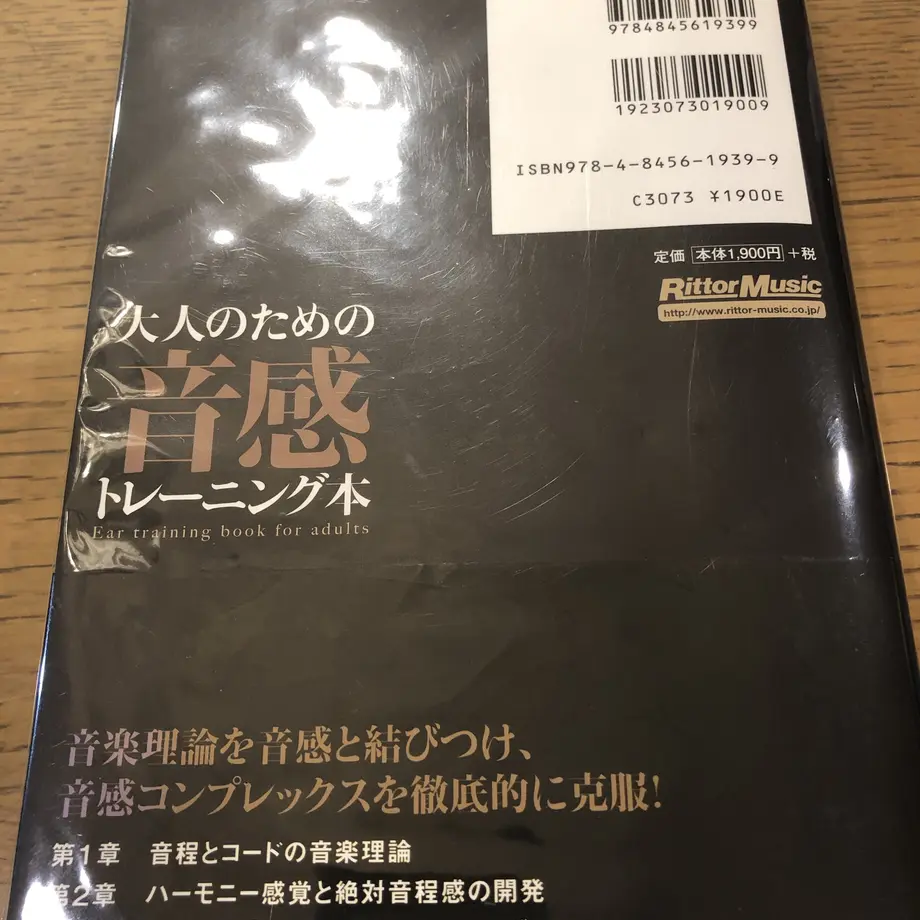 9784845619399
1923073019009
ISBN978-4-8456-1939-9
C3073 ¥1900E
定価 本体1,900円 +税
RittorMusic
http://www.rittor-music.co.jp/
大人のための
音感
トレーニング本
Ear training book for adults
音楽理論を音感と結びつけ、
音感コンプレックスを徹底的に克服!
第1章 音程とコードの音楽理論
第2章 ハーモニー感覚と絶対音程感の開発